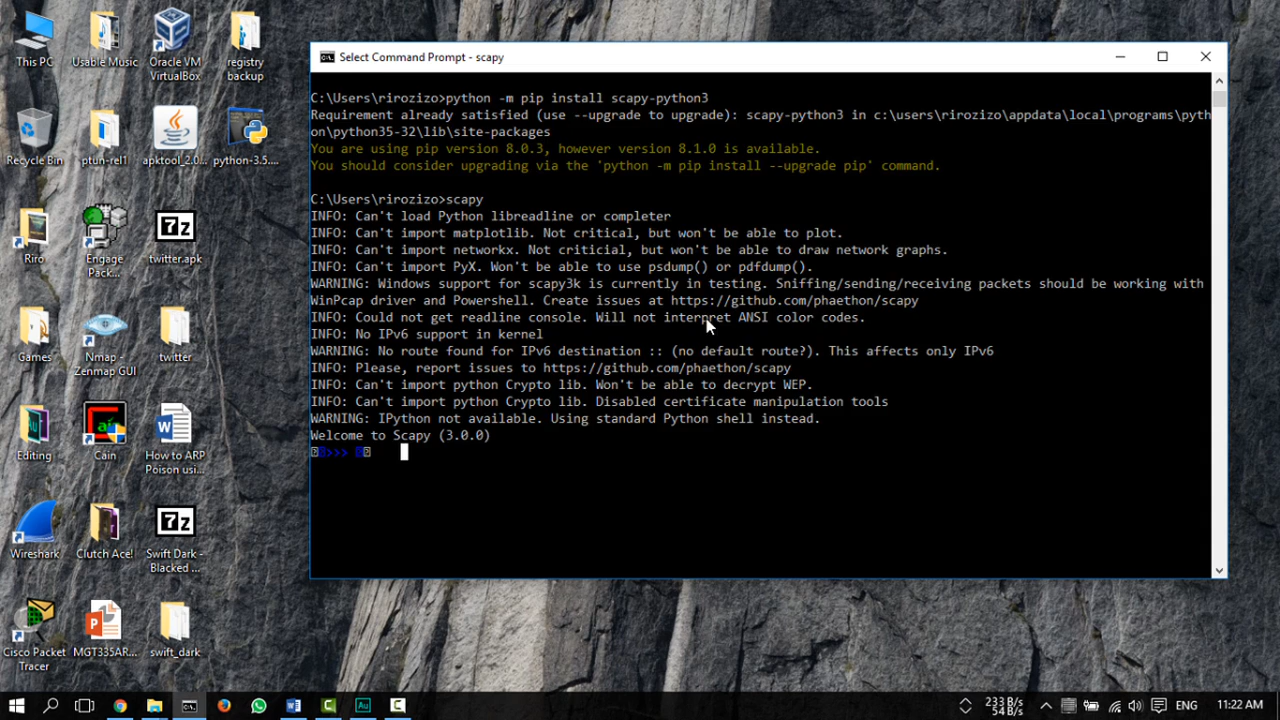 This PC
Usable Music
Oracle VM
VirtualBox
registry
backup
Recycle Bin
ptun-rel1
apktool_2.0...
python-3.5....
Riro
Engage
Pack...
7z
twitter.apk
Games
Nmap -
Zenmap GUI
twitter
Editing
Cain
How to ARP
Poison usi...
Wireshark
Clutch Ace!
7z
Swift Dark -
Blacked ...
Cisco Packet
Tracer
MGT335AR...
swift_dark
Select Command Prompt - scapy
C:\Users\rirozizo>python -m pip install scapy-python3
Requirement already satisfied (use --upgrade to upgrade): scapy-python3 in c:\users\rirozizo\appdata\local\programs\pyth
on\python35-32\lib\site-packages
You are using pip version 8.0.3, however version 8.1.0 is available.
You should consider upgrading via the 'python -m pip install --upgrade pip' command.
C:\Users\rirozizo>scapy
INFO: Can't load Python libreadline or completer
INFO: Can't import matplotlib. Not critical, but won't be able to plot.
INFO: Can't import networkx. Not criticial, but won't be able to draw network graphs.
INFO: Can't import PyX. Won't be able to use psdump() or pdfdump().
WARNING: Windows support for scapy3k is currently in testing. Sniffing/sending/receiving packets should be working with
WinPcap driver and Powershell. Create issues at https://github.com/phaethon/scapy
INFO: Could not get readline console. Will not interpret ANSI color codes.
INFO: No IPv6 support in kernel
WARNING: No route found for IPv6 destination :: (no default route?). This affects only IPv6
INFO: Please, report issues to https://github.com/phaethon/scapy
INFO: Can't import python Crypto lib. Won't be able to decrypt WEP.
INFO: Can't import python Crypto lib. Disabled certificate manipulation tools
WARNING: IPython not available. Using standard Python shell instead.
Welcome to Scapy (3.0.0)
>>>
233 B/s
54 B/s
ENG
11:22 AM